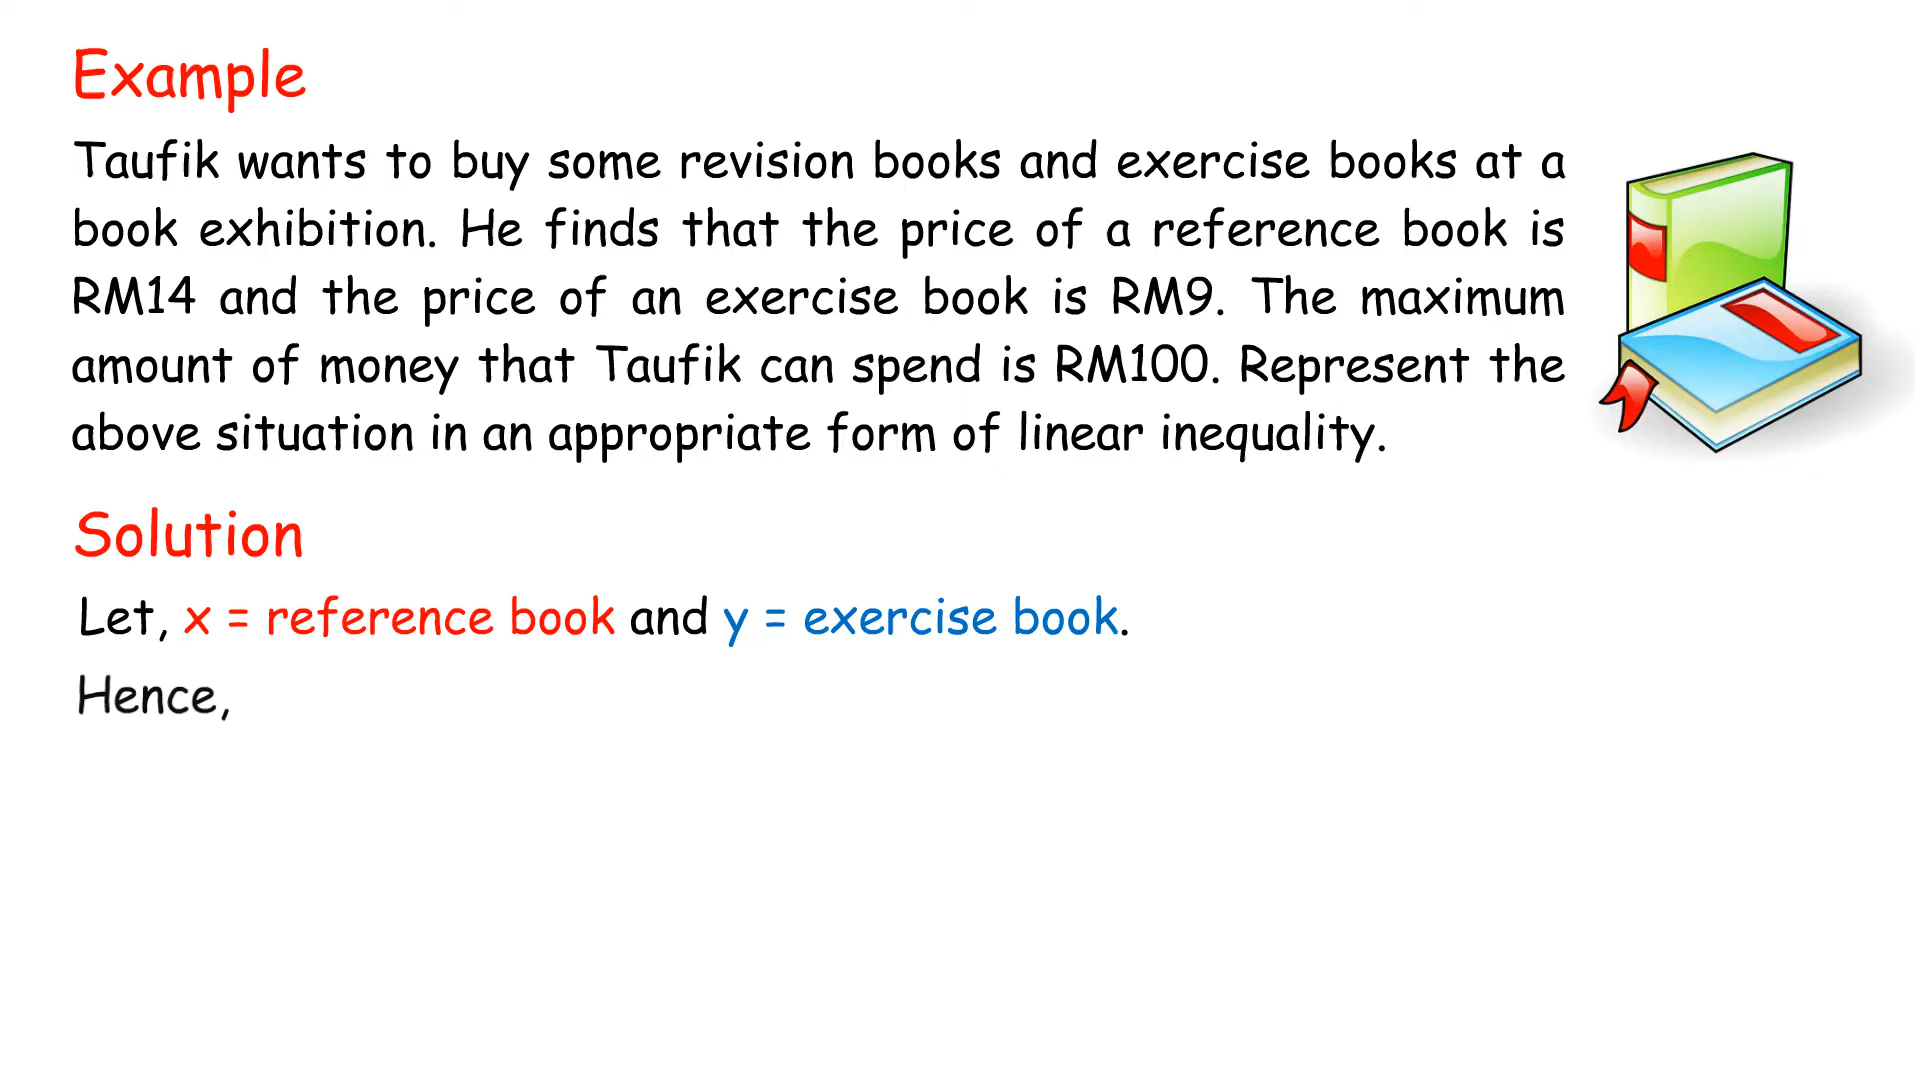 Example
Taufik wants to buy some revision books and exercise books at a
book exhibition. He finds that the price of a reference book is
RM14 and the price of an exercise book is RM9. The maximum
amount of money that Taufik can spend is RM100. Represent the
above situation in an appropriate form of linear inequality.
Solution
Let, x = reference book and y = exercise book.
Hence,